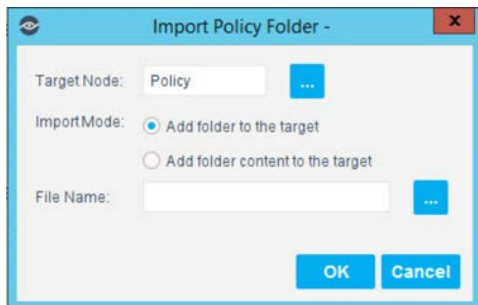 Import Policy Folder -
x
Target Node: Policy ...
Import Mode: Add folder to the target
Add folder content to the target
File Name: ...
OK Cancel